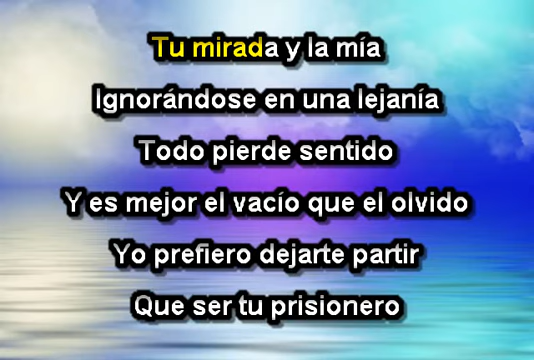 Tu mirada y la mía
Ignorándose en una lejanía
Todo pierde sentido
Y es mejor el vacío que el olvido
Yo prefiero dejarte partir
Que ser tu prisionero